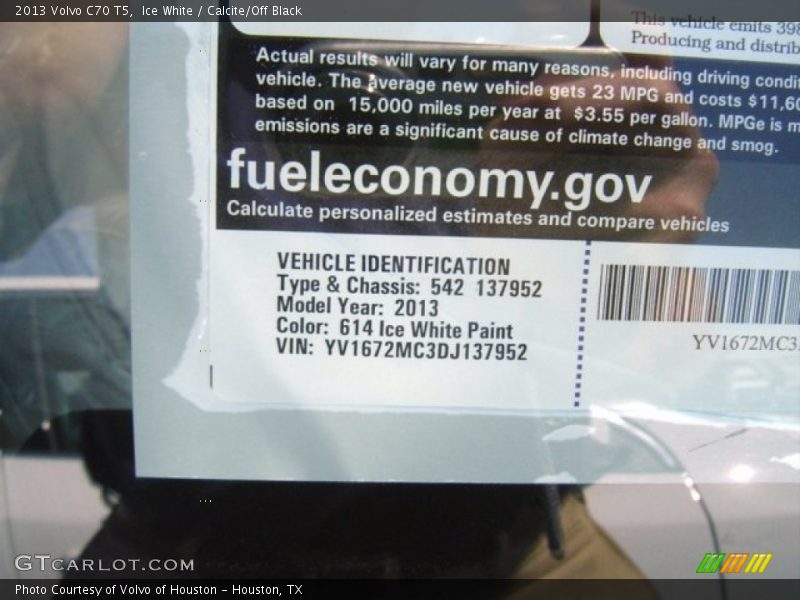 2013 Volvo C70 T5,  Ice White / Calcite/Off Black
This vehicle emits 398
Producing and distrib
Actual results will vary for many reasons, including driving condi
vehicle. The average new vehicle gets 23 MPG and costs $11,60
based on 15,000 miles per year at $3.55 per gallon. MPGe is m
emissions are a significant cause of climate change and smog.
fueleconomy.gov
Calculate personalized estimates and compare vehicles
VEHICLE IDENTIFICATION
Type & Chassis: 542 137952
Model Year: 2013
Color: 614 Ice White Paint
VIN: YV1672MC3DJ137952
YV1672MC3
GTCARLOT.COM
Photo Courtesy of Volvo of Houston – Houston, TX